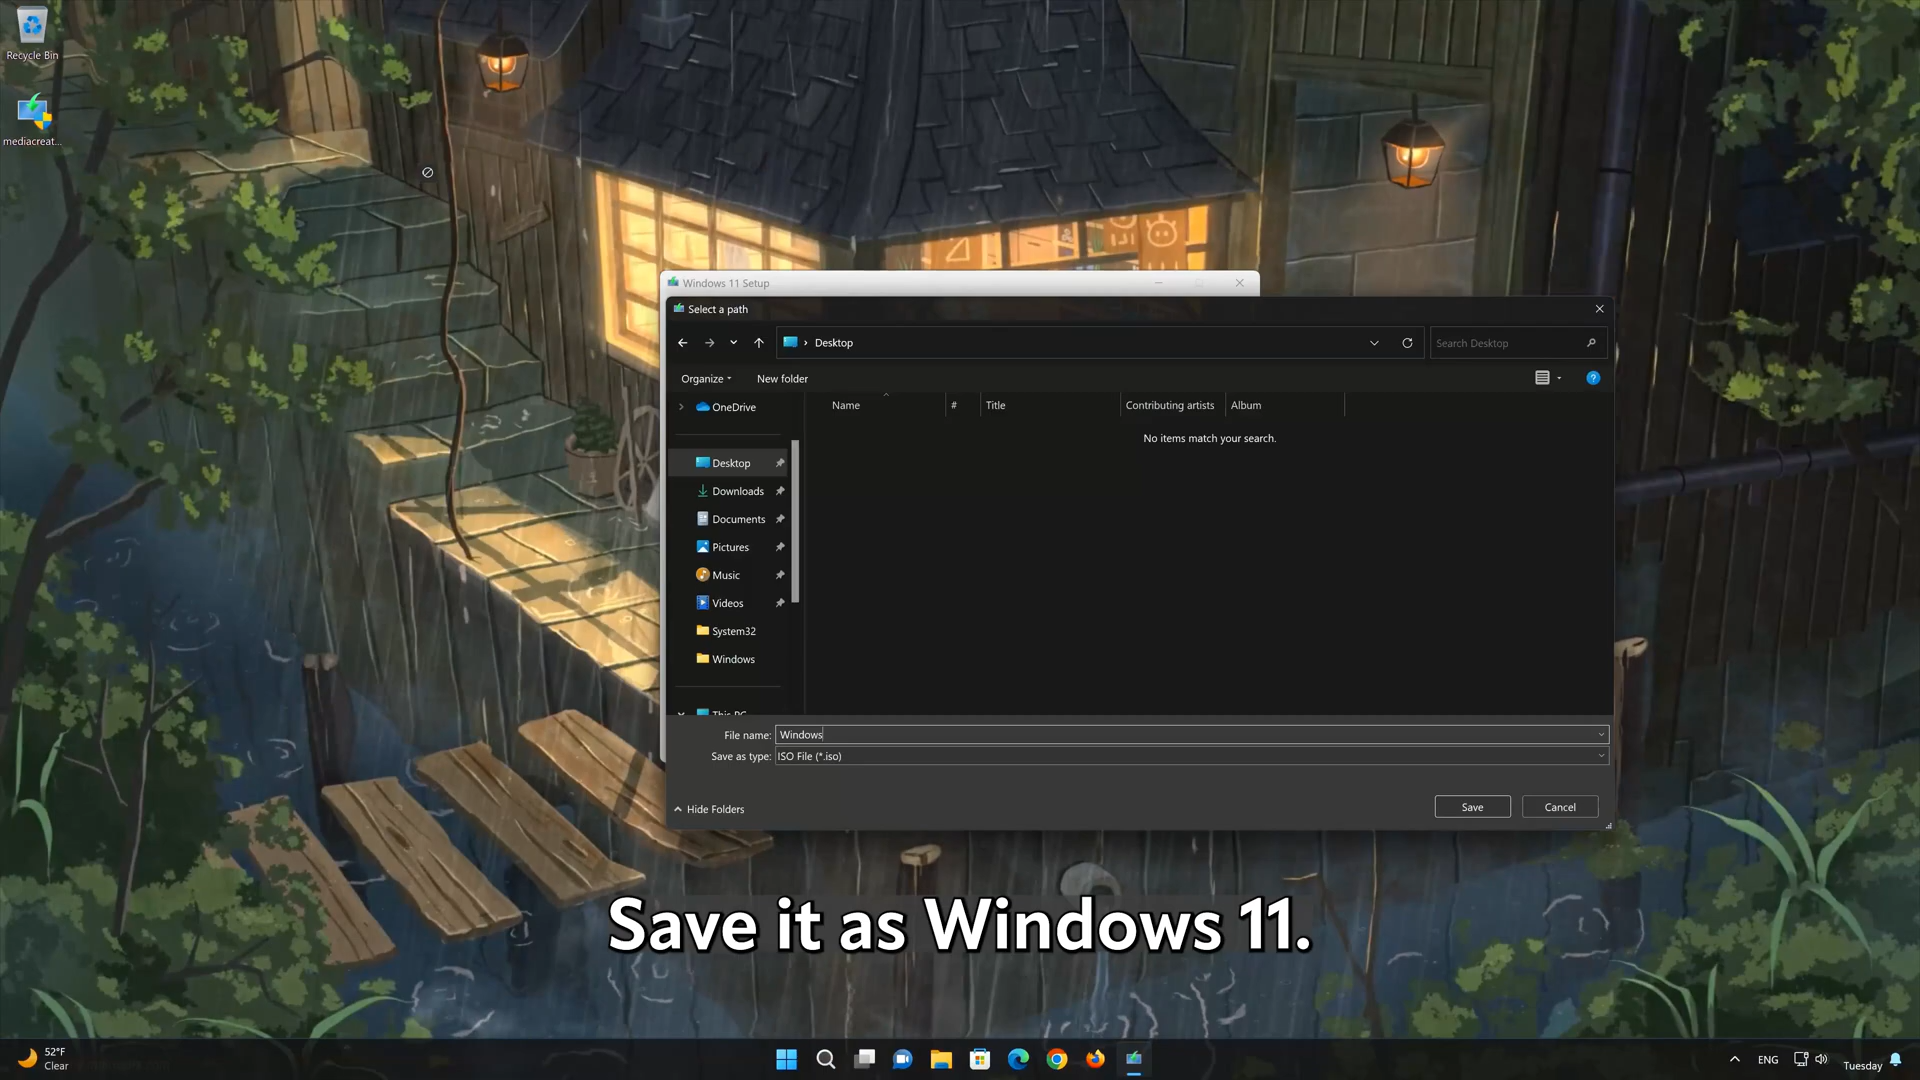 Recycle Bin
mediacreat...
Windows 11 Setup
Select a path
Desktop
Search Desktop
Organize
New folder
OneDrive
Name
#
Title
Contributing artists
Album
No items match your search.
Desktop
Downloads
Documents
Pictures
Music
Videos
System32
Windows
This PC
File name: Windows
Save as type: ISO File (*.iso)
Hide Folders
Save
Cancel
Save it as Windows 11.
52°F
Clear
ENG
Tuesday